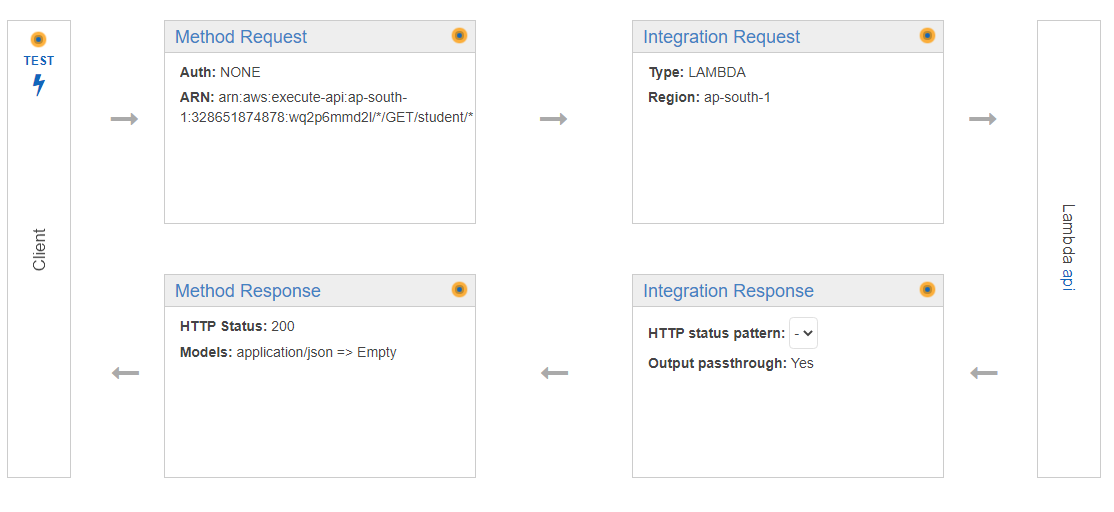 TEST
Client
Method Request
Auth: NONE
ARN: arn:aws:execute-api:ap-south-
1:328651874878:wq2p6mmd2l/*/GET/student/*
Integration Request
Type: LAMBDA
Region: ap-south-1
Lambda api
Method Response
HTTP Status: 200
Models: application/json => Empty
Integration Response
HTTP status pattern: -
Output passthrough: Yes